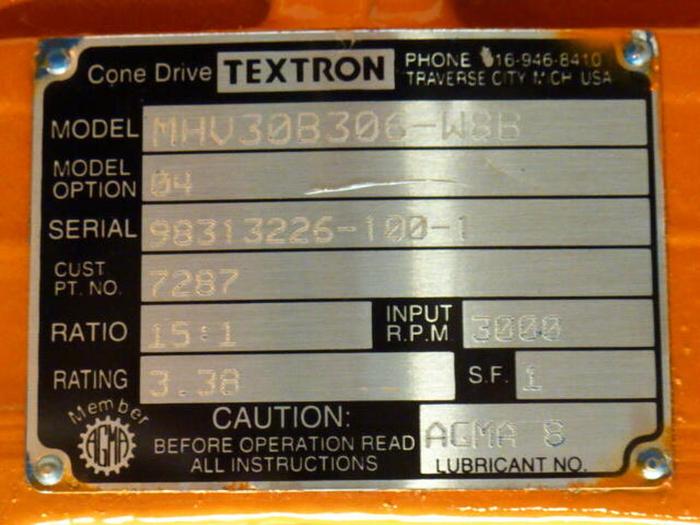 Cone Drive TEXTRON PHONE 16-946-8410
TRAVERSE CITY MICH USA
MODEL MHV30B306-W8B
MODEL OPTION 04
SERIAL 98313226-100-1
CUST PT. NO. 7287
RATIO 15:1 INPUT R.P.M 3000
RATING 3.38 S.F. 1
Member AGMA
CAUTION:
BEFORE OPERATION READ
ALL INSTRUCTIONS
AGMA 8
LUBRICANT NO.